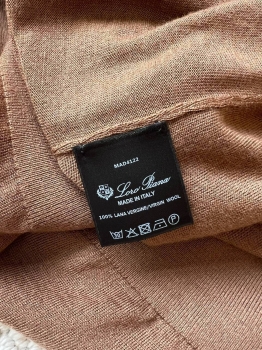 MAD4122
Loro Piana
MADE IN ITALY
100% LANA VERGINE/VIRGIN WOOL